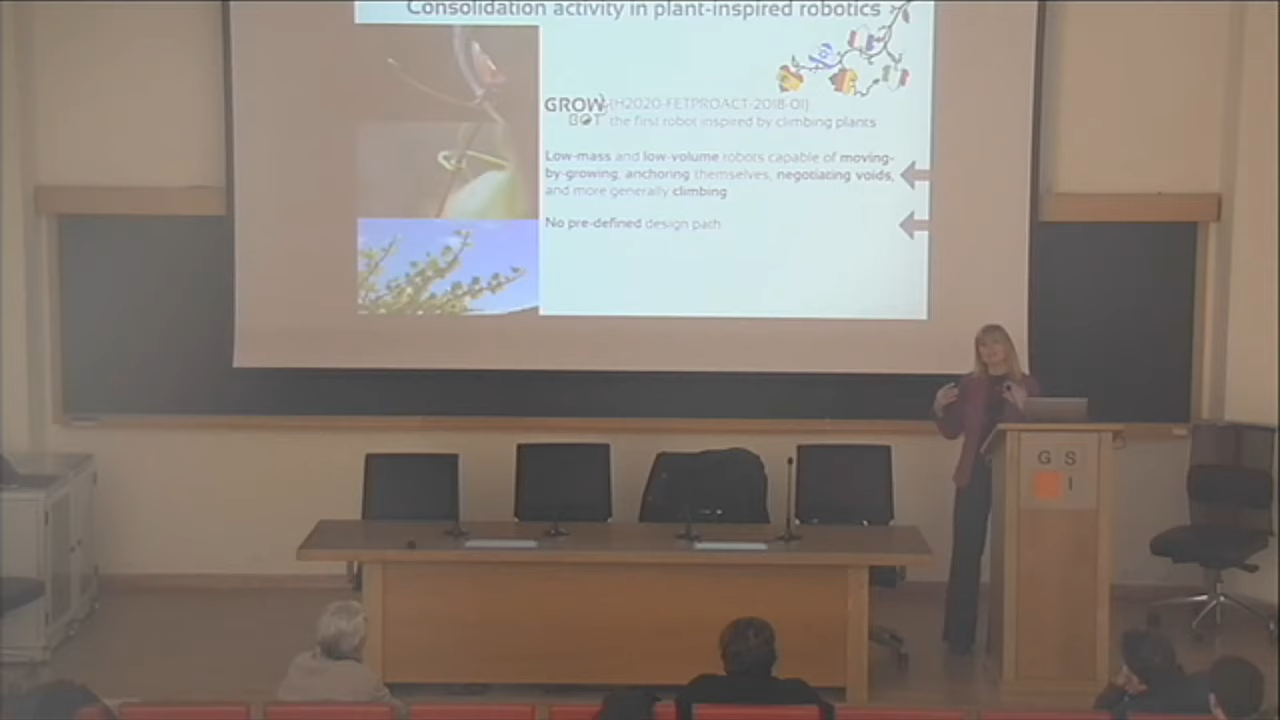 Consolidation activity in plant-inspired robotics
GROW (H2020-FETPROACT-2018-01)
BOT the first robot inspired by climbing plants
Low-mass and low-volume robots capable of moving-
by-growing, anchoring themselves, negotiating voids,
and more generally climbing
No pre-defined design path
G S
I